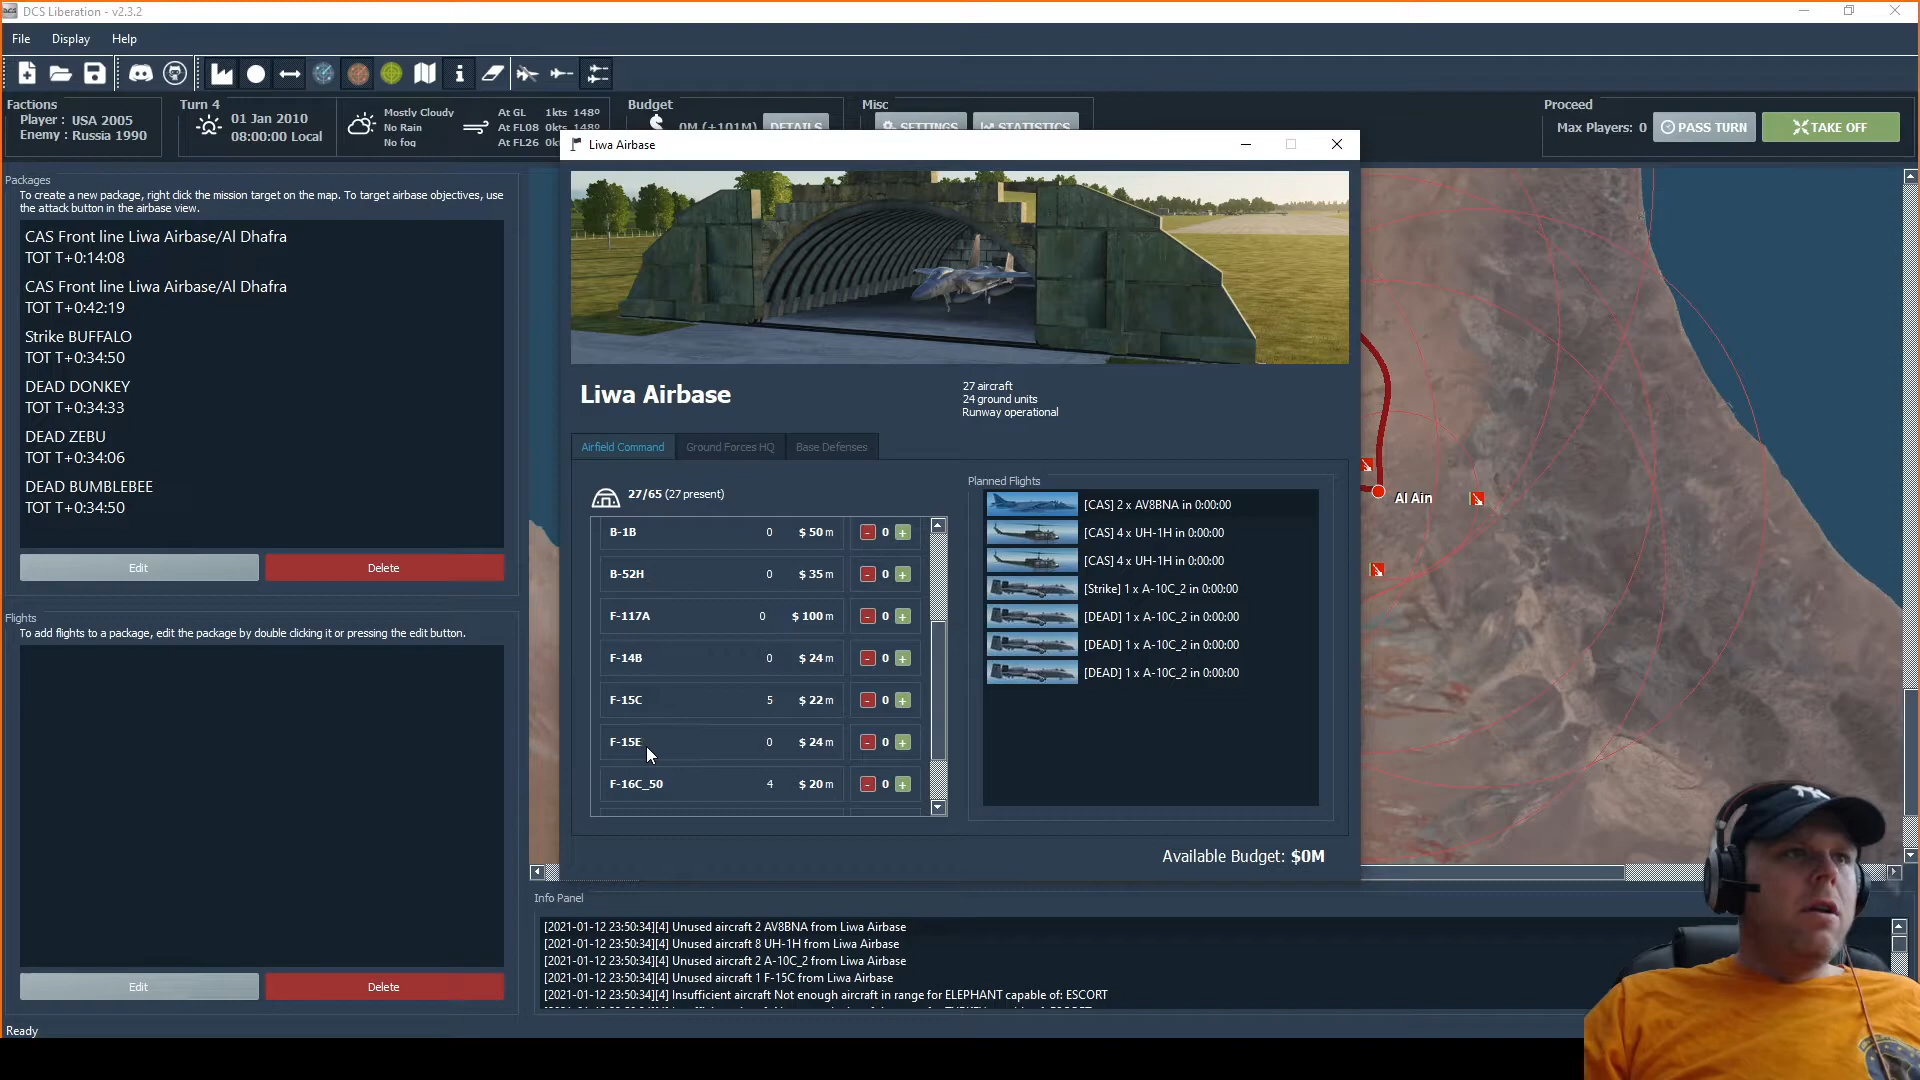 DCS Liberation - v2.3.2
File Display Help
Factions
Player : USA 2005
Enemy : Russia 1990
Turn 4
01 Jan 2010
08:00:00 Local
Mostly Cloudy
No Rain
No fog
At GL 1kts 148º
At FL08 0kts 148º
At FL26
Budget
0M (+101M) DETAILS
Misc
SETTINGS STATISTICS
Proceed
Max Players: 0 PASS TURN TAKE OFF
Packages
To create a new package, right click the mission target on the map. To target airbase objectives, use
the attack button in the airbase view.
CAS Front line Liwa Airbase/Al Dhafra
TOT T+0:14:08
CAS Front line Liwa Airbase/Al Dhafra
TOT T+0:42:19
Strike BUFFALO
TOT T+0:34:50
DEAD DONKEY
TOT T+0:34:33
DEAD ZEBU
TOT T+0:34:06
DEAD BUMBLEBEE
TOT T+0:34:50
Edit Delete
Flights
To add flights to a package, edit the package by double clicking it or pressing the edit button.
Edit Delete
Ready
Liwa Airbase
Liwa Airbase
27 aircraft
24 ground units
Runway operational
Airfield Command Ground Forces HQ Base Defenses
27/65 (27 present)
B-1B 0 $ 50 m - 0 +
B-52H 0 $ 35 m - 0 +
F-117A 0 $ 100 m - 0 +
F-14B 0 $ 24 m - 0 +
F-15C 5 $ 22 m - 0 +
F-15E 0 $ 24 m - 0 +
F-16C_50 4 $ 20 m - 0 +
Planned Flights
[CAS] 2 x AV8BNA in 0:00:00
[CAS] 4 x UH-1H in 0:00:00
[CAS] 4 x UH-1H in 0:00:00
[Strike] 1 x A-10C_2 in 0:00:00
[DEAD] 1 x A-10C_2 in 0:00:00
[DEAD] 1 x A-10C_2 in 0:00:00
[DEAD] 1 x A-10C_2 in 0:00:00
Available Budget: $0M
Al Ain
Info Panel
[2021-01-12 23:50:34][4] Unused aircraft 2 AV8BNA from Liwa Airbase
[2021-01-12 23:50:34][4] Unused aircraft 8 UH-1H from Liwa Airbase
[2021-01-12 23:50:34][4] Unused aircraft 2 A-10C_2 from Liwa Airbase
[2021-01-12 23:50:34][4] Unused aircraft 1 F-15C from Liwa Airbase
[2021-01-12 23:50:34][4] Insufficient aircraft Not enough aircraft in range for ELEPHANT capable of: ESCORT